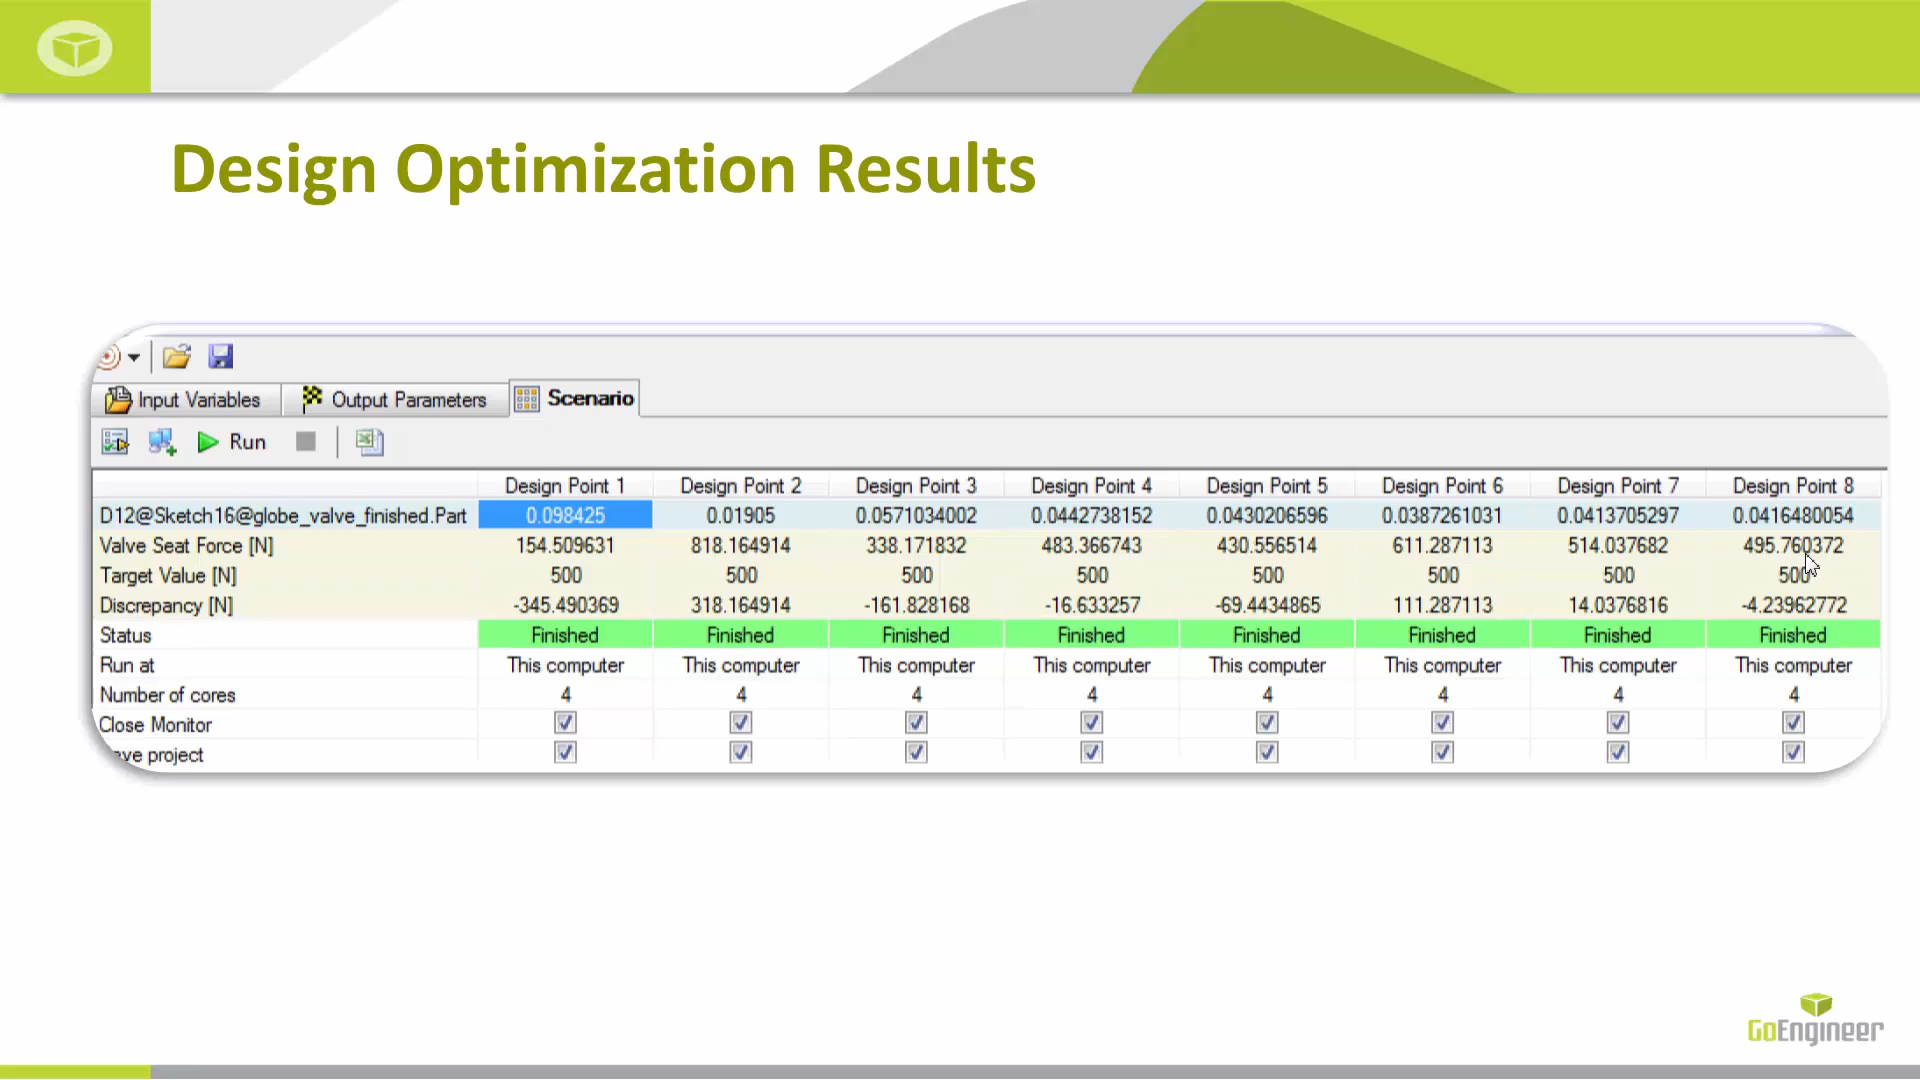 Design Optimization Results
Input Variables Output Parameters Scenario
Run
Design Point 1 Design Point 2 Design Point 3 Design Point 4 Design Point 5 Design Point 6 Design Point 7 Design Point 8
D12@Sketch16@globe_valve_finished.Part 0.098425 0.01905 0.0571034002 0.0442738152 0.0430206596 0.0387261031 0.0413705297 0.0416480054
Valve Seat Force [N] 154.509631 818.164914 338.171832 483.366743 430.556514 611.287113 514.037682 495.760372
Target Value [N] 500 500 500 500 500 500 500 500
Discrepancy [N] -345.490369 318.164914 -161.828168 -16.633257 -69.4434865 111.287113 14.0376816 -4.23962772
Status Finished Finished Finished Finished Finished Finished Finished Finished
Run at This computer This computer This computer This computer This computer This computer This computer This computer
Number of cores 4 4 4 4 4 4 4 4
Close Monitor
ave project
GoEngineer